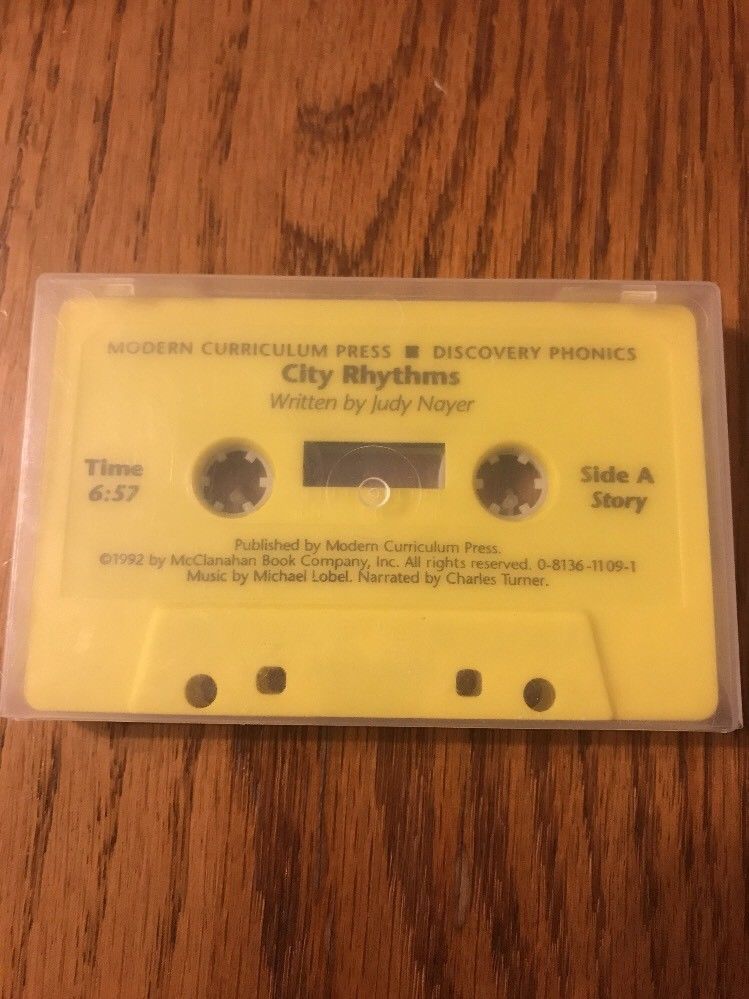 MODERN CURRICULUM PRESS ■ DISCOVERY PHONICS
City Rhythms
Written by Judy Nayer
Time
6:57
Side A
Story
Published by Modern Curriculum Press.
©1992 by McClanahan Book Company, Inc. All rights reserved. 0-8136-1109-1
Music by Michael Lobel. Narrated by Charles Turner.